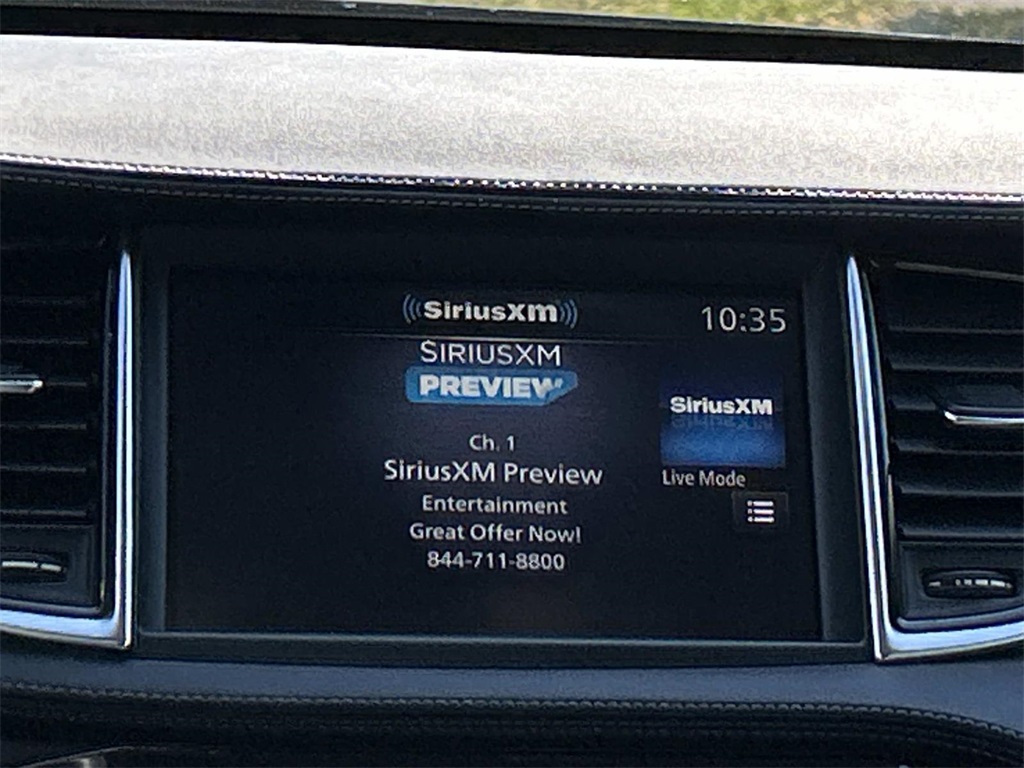 SiriusXm
10:35
SIRIUSXM
PREVIEW
SiriusXM
Ch. 1
SiriusXM Preview
Live Mode
Entertainment
Great Offer Now!
844-711-8800